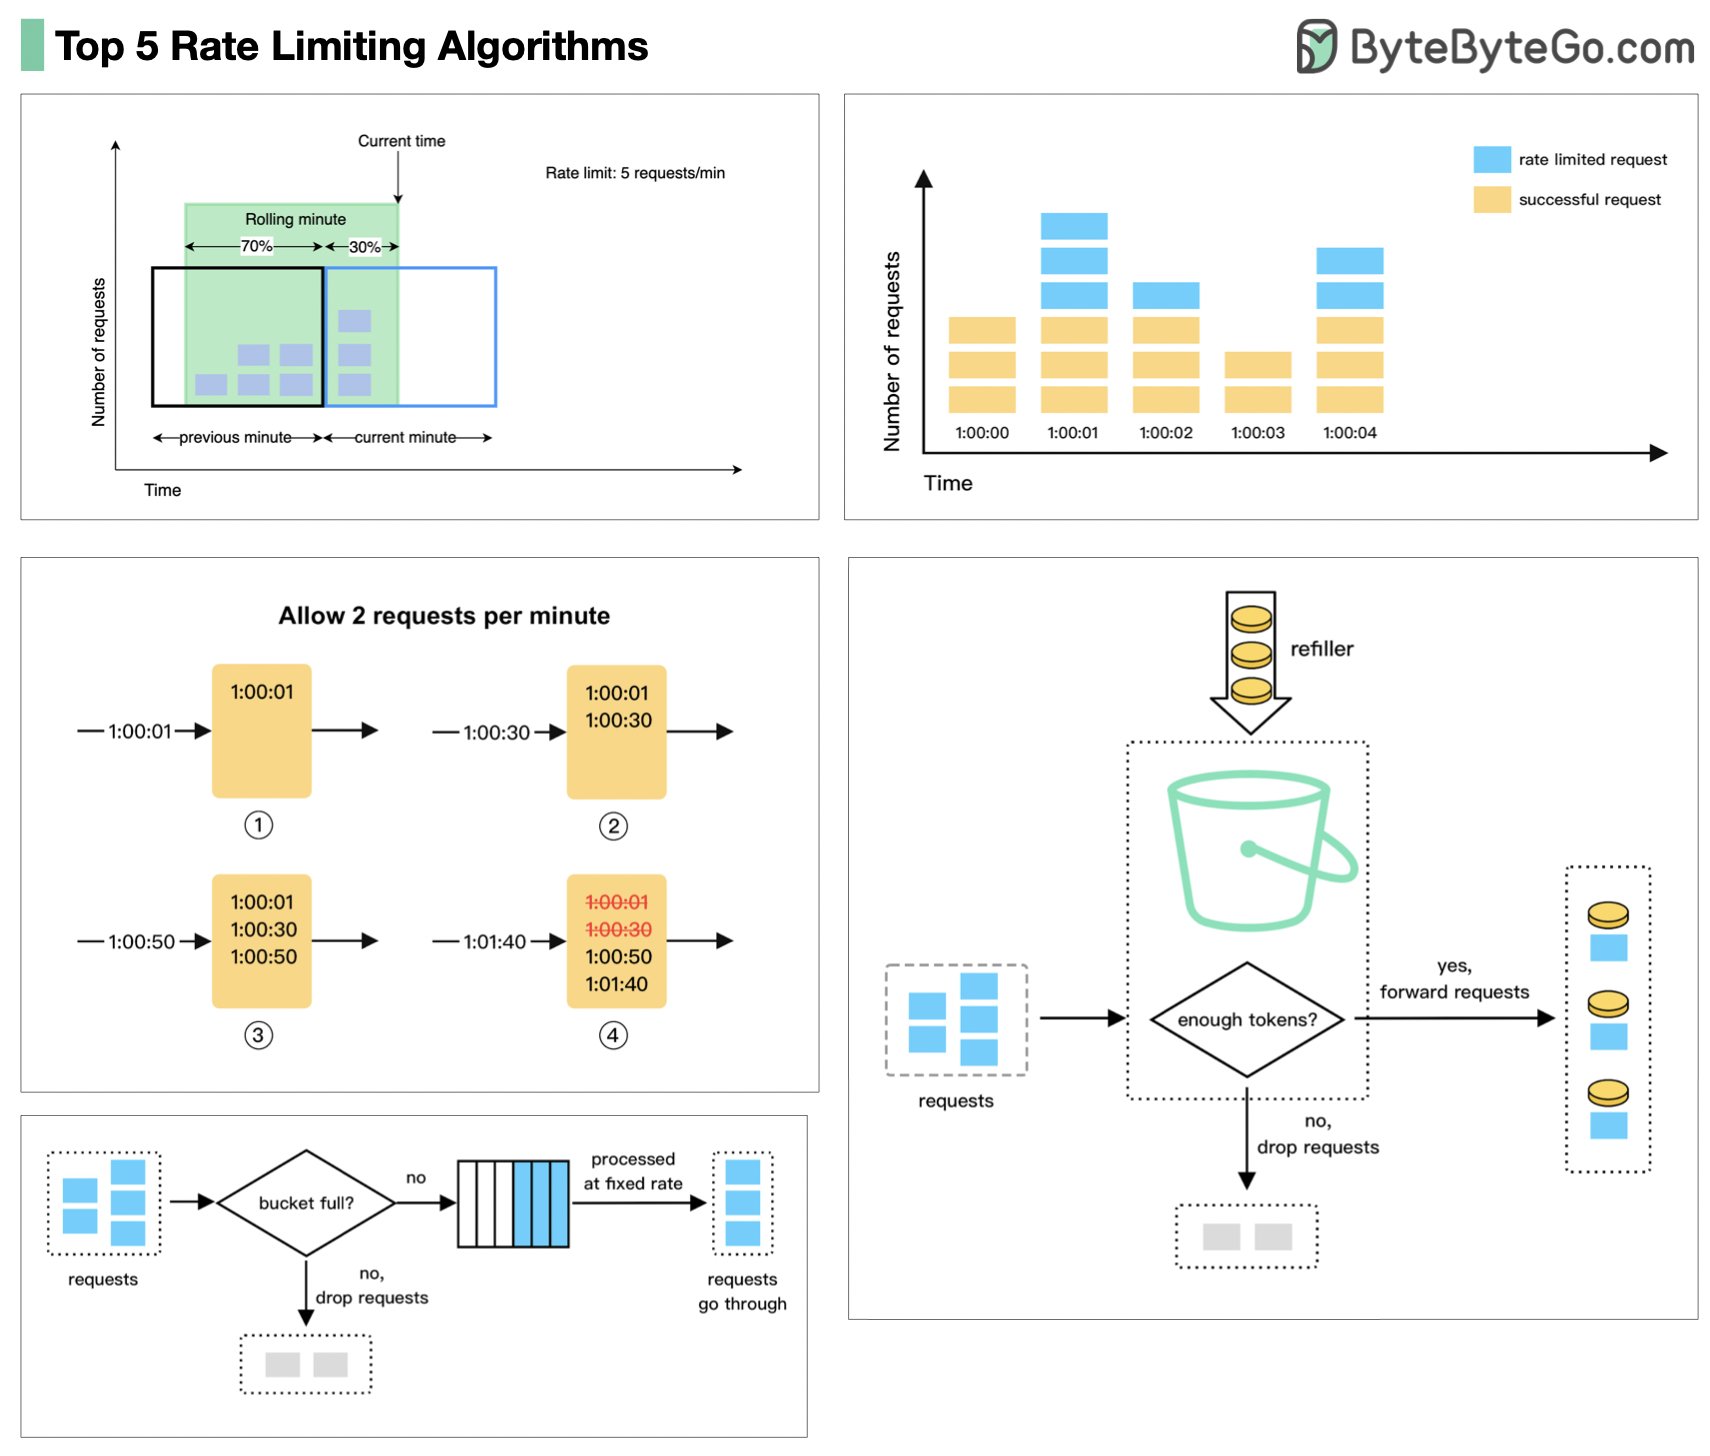 Top 5 Rate Limiting Algorithms
ByteByteGo.com
Current time
Rate limit: 5 requests/min
Rolling minute
70%
30%
Number of requests
previous minute
current minute
Time
rate limited request
successful request
Number of requests
1:00:00
1:00:01
1:00:02
1:00:03
1:00:04
Time
Allow 2 requests per minute
1:00:01
1:00:01
1
1:00:30
1:00:01
1:00:30
2
1:00:50
1:00:01
1:00:30
1:00:50
3
1:01:40
1:00:01
1:00:30
1:00:50
1:01:40
4
refiller
requests
enough tokens?
yes,
forward requests
no,
drop requests
requests
bucket full?
no
processed
at fixed rate
no,
drop requests
requests
go through